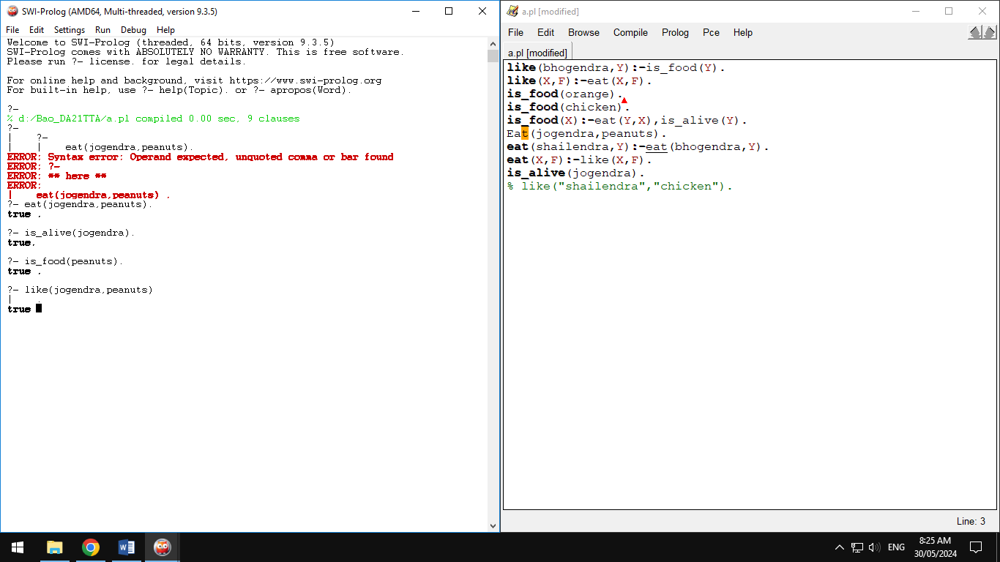 SWI-Prolog (AMD64, Multi-threaded, version 9.3.5)
File Edit Settings Run Debug Help
Welcome to SWI-Prolog (threaded, 64 bits, version 9.3.5)
SWI-Prolog comes with ABSOLUTELY NO WARRANTY. This is free software.
Please run ?- license. for legal details.
For online help and background, visit https://www.swi-prolog.org
For built-in help, use ?- help(Topic). or ?- apropos(Word).
?-
% d:/Bao_DA21TTA/a.pl compiled 0.00 sec, 9 clauses
?-
| ?-
| | eat(jogendra,peanuts).
ERROR: Syntax error: Operand expected, unquoted comma or bar found
ERROR: ?-
ERROR: ** here **
ERROR:
| eat(jogendra,peanuts) .
?- eat(jogendra,peanuts).
true .
?- is_alive(jogendra).
true.
?- is_food(peanuts).
true .
?- like(jogendra,peanuts)
| .
true
a.pl [modified]
File Edit Browse Compile Prolog Pce Help
a.pl [modified]
like(bhogendra,Y):-is_food(Y).
like(X,F):-eat(X,F).
is_food(orange).
is_food(chicken).
is_food(X):-eat(Y,X),is_alive(Y).
Eat(jogendra,peanuts).
eat(shailendra,Y):-eat(bhogendra,Y).
eat(X,F):-like(X,F).
is_alive(jogendra).
% like("shailendra","chicken").
Line: 3
ENG
8:25 AM
30/05/2024